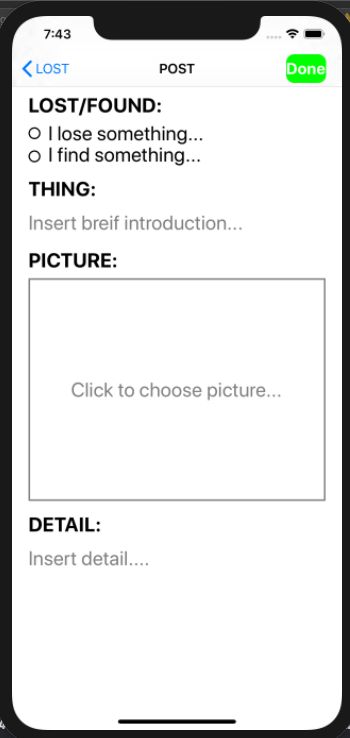 7:43
LOST
POST
Done
LOST/FOUND:
I lose something...
I find something...
THING:
Insert breif introduction...
PICTURE:
Click to choose picture...
DETAIL:
Insert detail....